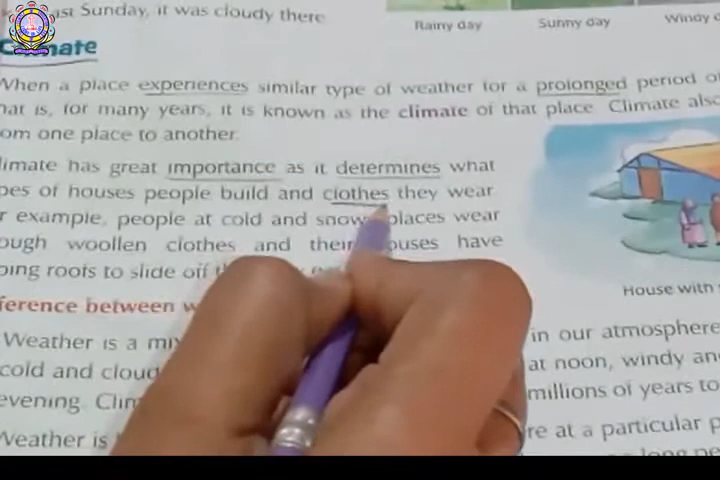 ast Sunday, it was cloudy there
Rainy day
Sunny day
Windy
Climate
When a place experiences similar type of weather for a prolonged period of
hat is, for many years, it is known as the climate of that place. Climate also
om one place to another.
limate has great importance as it determines what
pes of houses people build and clothes they wear
r example, people at cold and snowy places wear
ough woollen clothes and their houses have
ping roofs to slide off
House with
ference between
Weather is a mi
in our atmosphere
cold and cloud
at noon, windy an
evening. Clim
millions of years to
Weather is
re at a particular p